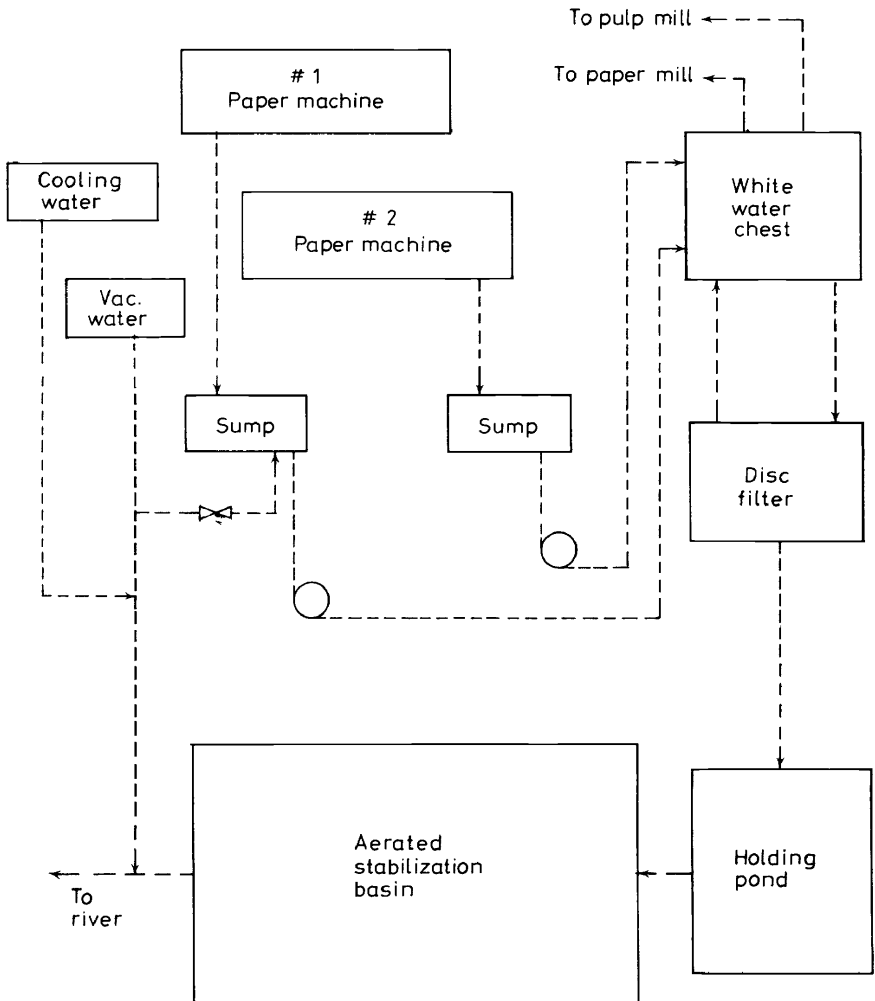 To pulp mill
To paper mill
# 1
Paper machine
Cooling
water
# 2
Paper machine
White
water
chest
Vac.
water
Sump
Sump
Disc
filter
Aerated
stabilization
basin
Holding
pond
To
river